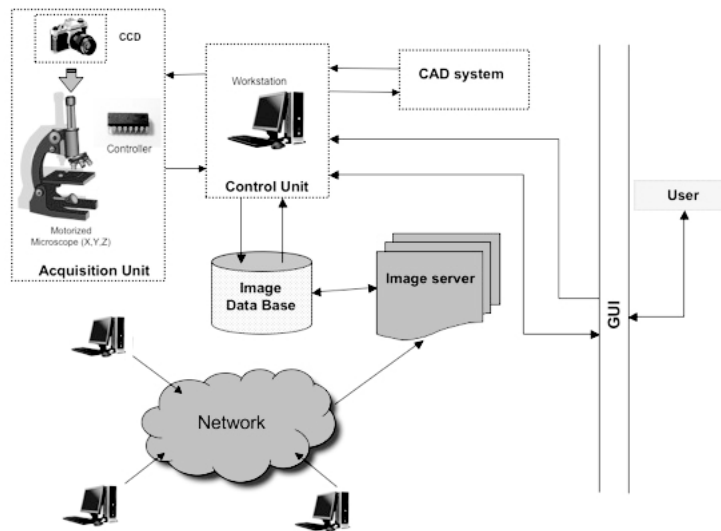 CCD
Controller
Motorized
Microscope (X,Y,Z)
Acquisition Unit
Workstation
Control Unit
CAD system
User
Image
Data Base
Image server
GUI
Network